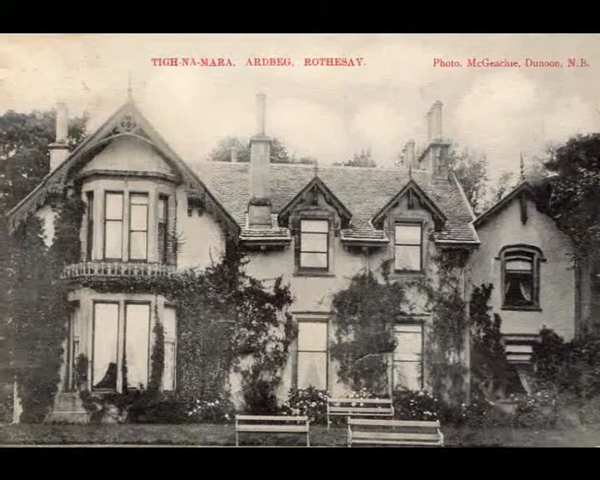 TIGH-NA-MARA. ARDBEG. ROTHESAY. Photo. McGeachie, Dunoon, N.B.